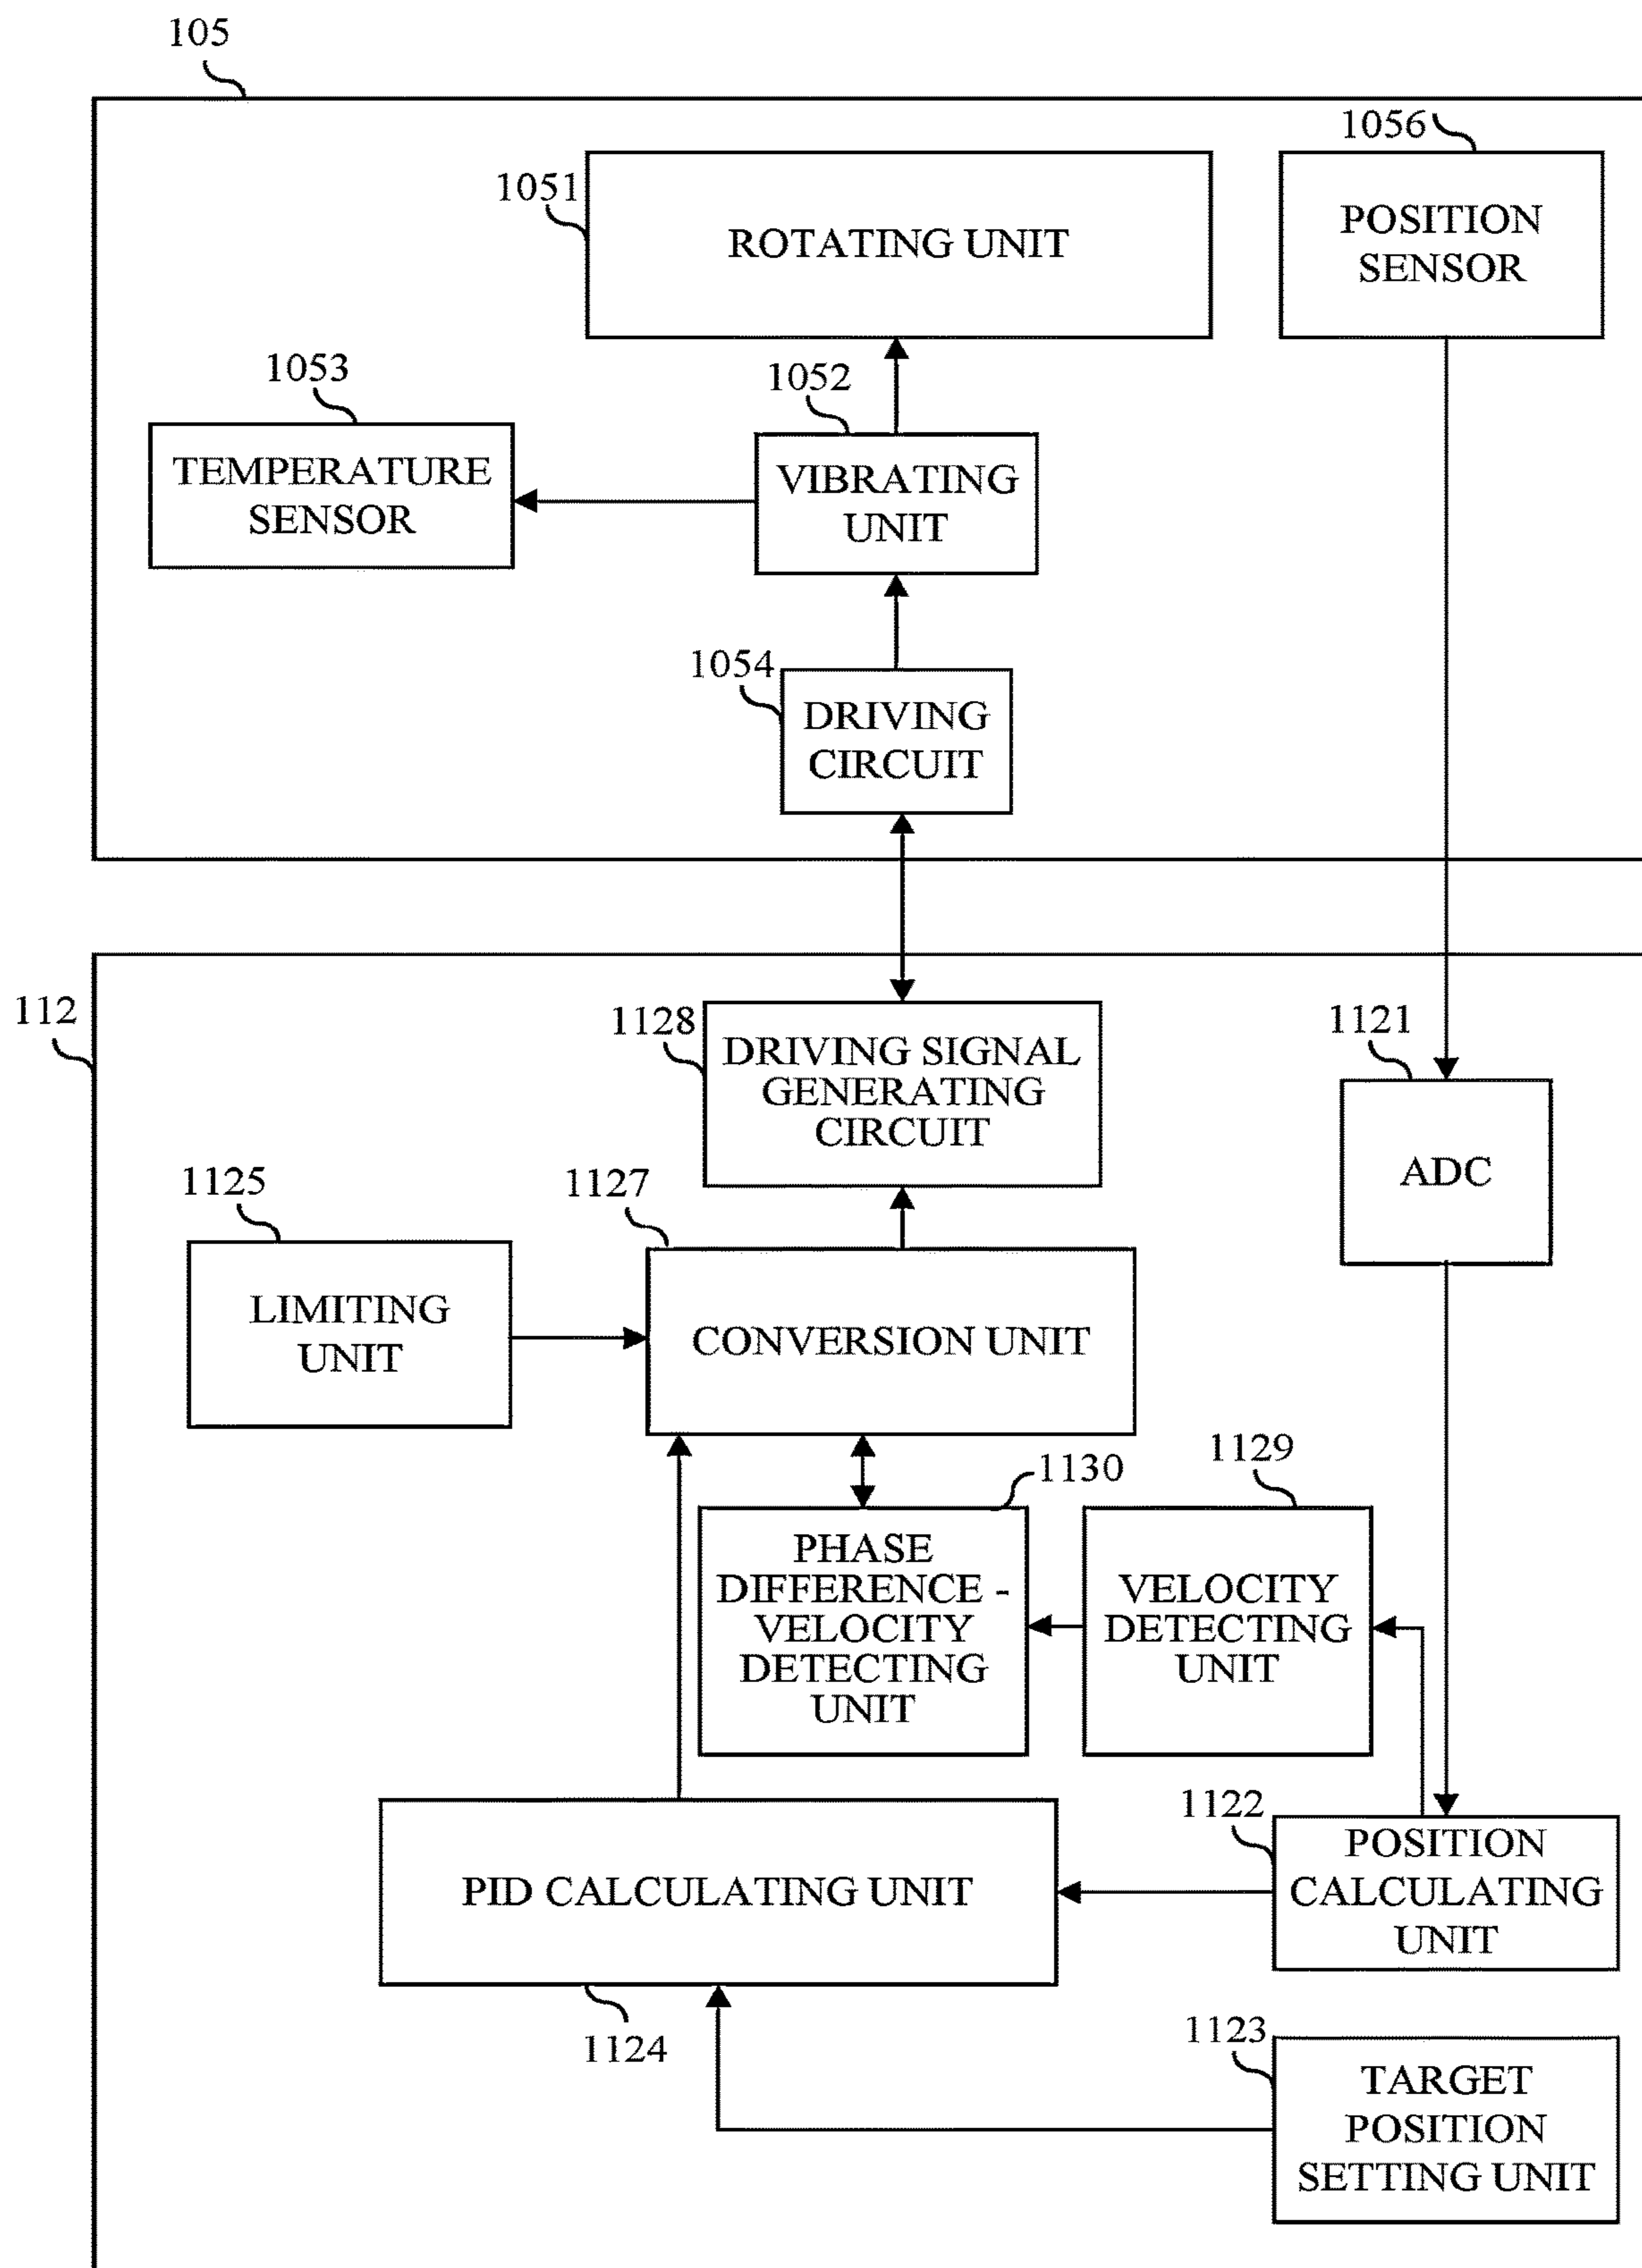 105
1056
1051
ROTATING UNIT
POSITION
SENSOR
1053
1052
TEMPERATURE
SENSOR
VIBRATING
UNIT
1054
DRIVING
CIRCUIT
112
1128
DRIVING SIGNAL
GENERATING
CIRCUIT
1121
ADC
1125
1127
LIMITING
UNIT
CONVERSION UNIT
1130
1129
PHASE
DIFFERENCE -
VELOCITY
DETECTING
UNIT
VELOCITY
DETECTING
UNIT
1122
POSITION
CALCULATING
UNIT
PID CALCULATING UNIT
1124
1123
TARGET
POSITION
SETTING UNIT